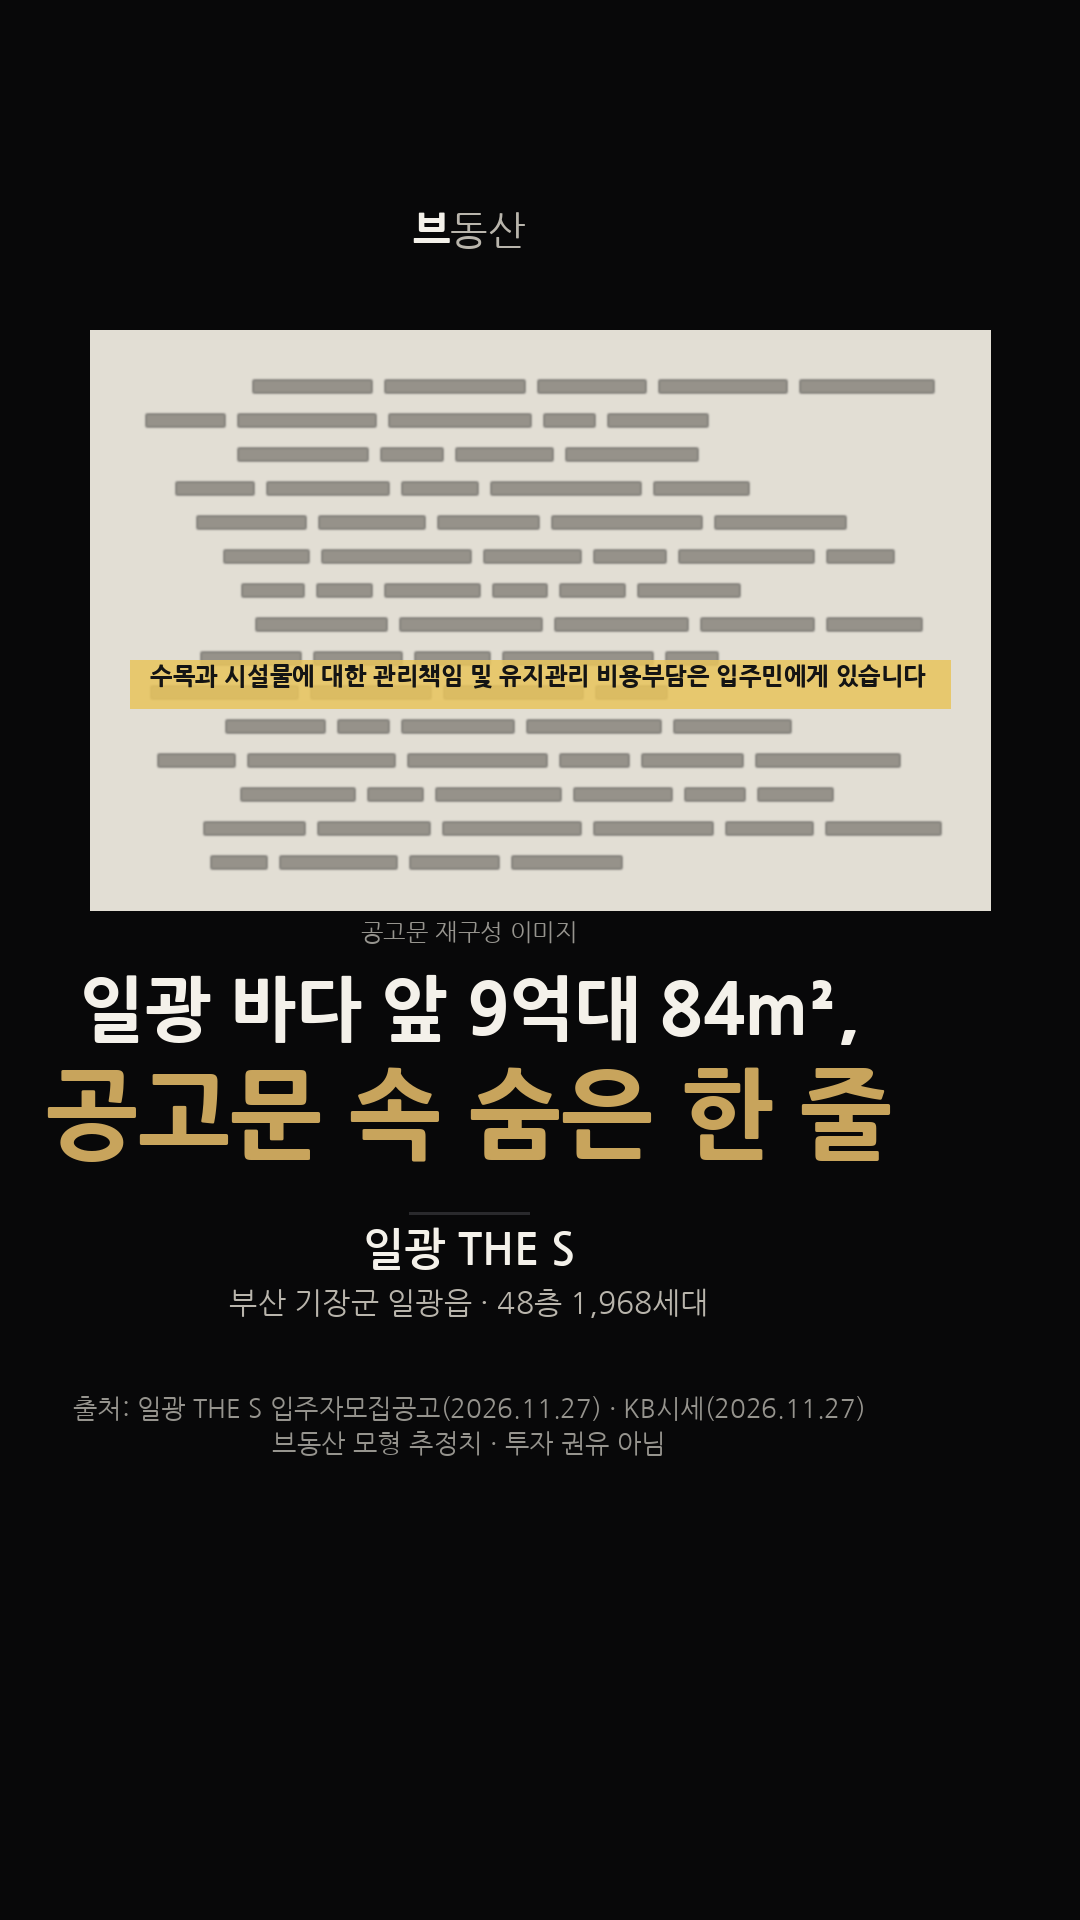 브동산
수목과 시설물에 대한 관리책임 및 유지관리 비용부담은 입주민에게 있습니다
공고문 재구성 이미지
일광 바다 앞 9억대 84m²,
공고문 속 숨은 한 줄
일광 THE S
부산 기장군 일광읍 · 48층 1,968세대
출처: 일광 THE S 입주자모집공고(2026.11.27) · KB시세(2026.11.27)
브동산 모형 추정치 · 투자 권유 아님